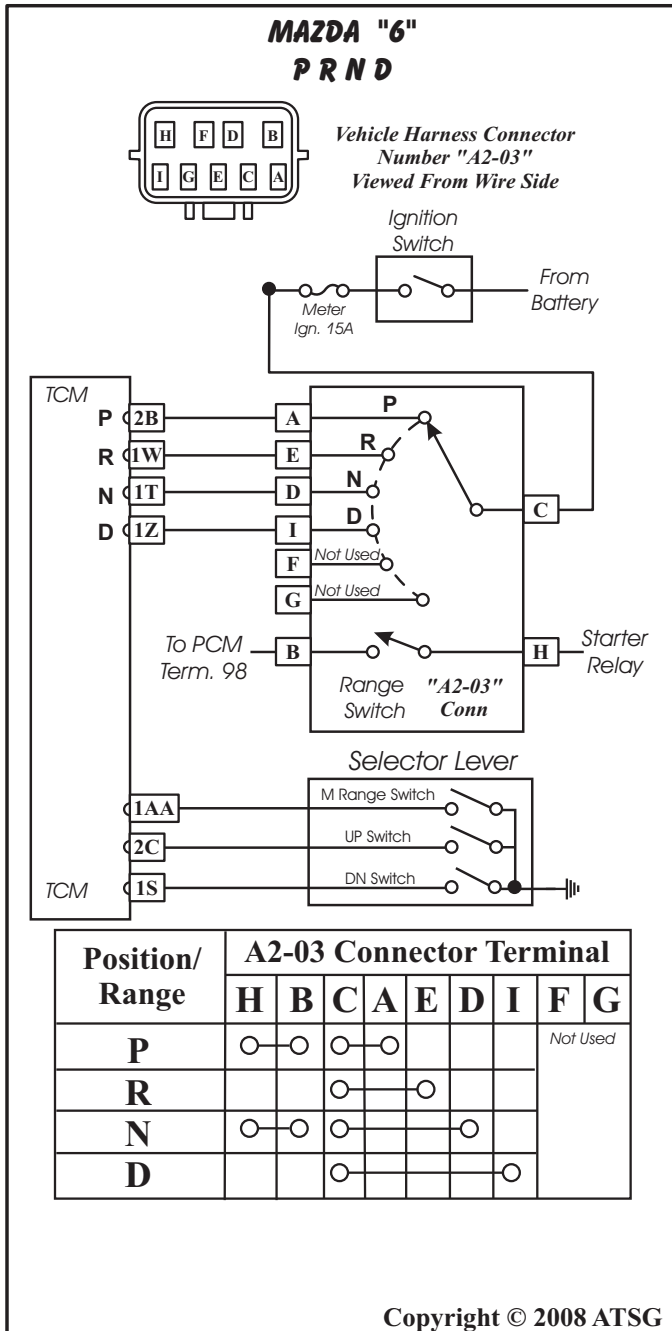 MAZDA "6"
P R N D
H F D B
I G E C A
Vehicle Harness Connector
Number "A2-03"
Viewed From Wire Side
Ignition
Switch
From
Battery
Meter
Ign. 15A
TCM
P 2B A P
R 1W E R
N 1T D N
D 1Z I D
C
F Not Used
G Not Used
To PCM
Term. 98
B
H
Starter
Relay
Range
Switch
"A2-03"
Conn
Selector Lever
1AA M Range Switch
2C UP Switch
TCM 1S DN Switch
Position/
Range
A2-03 Connector Terminal
H B C A E D I F G
P
Not Used
R
N
D
Copyright © 2008 ATSG